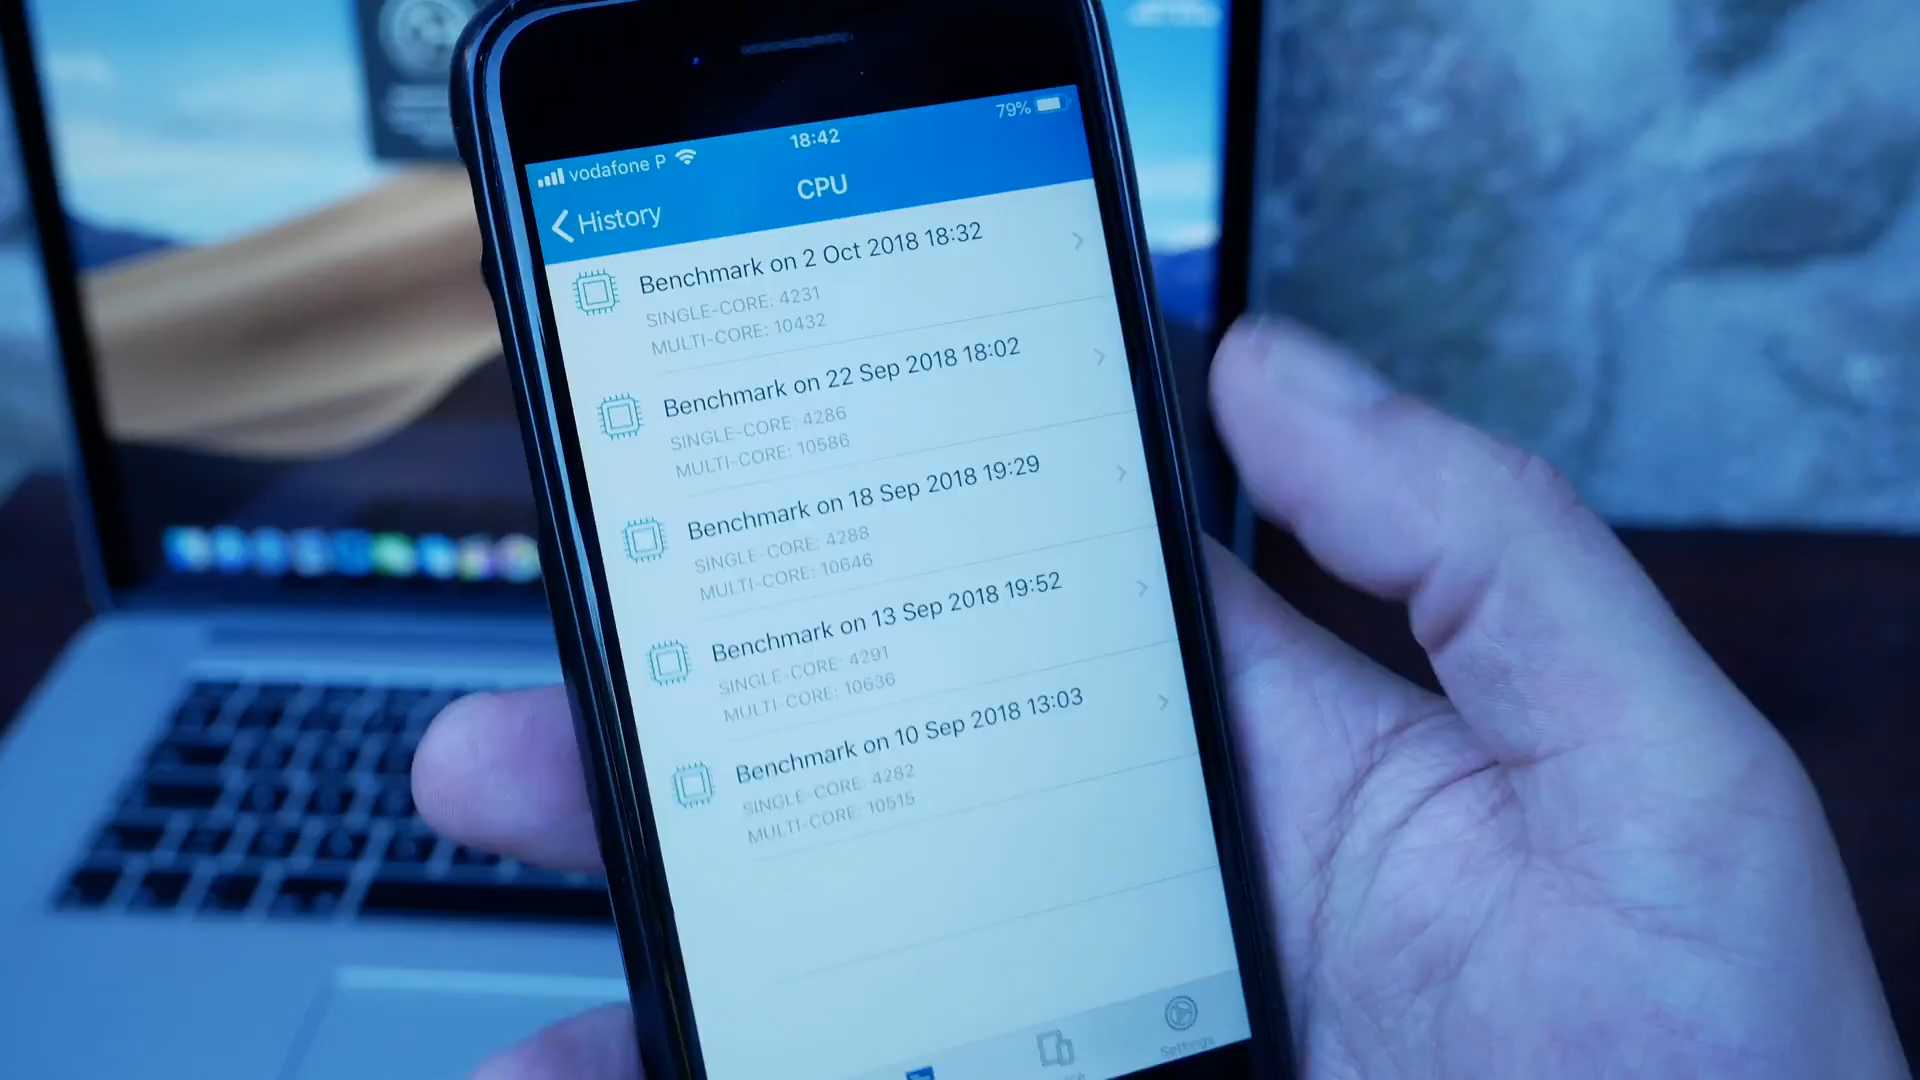 vodafone P 18:42 79%
History CPU
Benchmark on 2 Oct 2018 18:32
SINGLE-CORE: 4231
MULTI-CORE: 10432
Benchmark on 22 Sep 2018 18:02
SINGLE-CORE: 4286
MULTI-CORE: 10586
Benchmark on 18 Sep 2018 19:29
SINGLE-CORE: 4288
MULTI-CORE: 10646
Benchmark on 13 Sep 2018 19:52
SINGLE-CORE: 4291
MULTI-CORE: 10636
Benchmark on 10 Sep 2018 13:03
SINGLE-CORE: 4282
MULTI-CORE: 10515
Settings